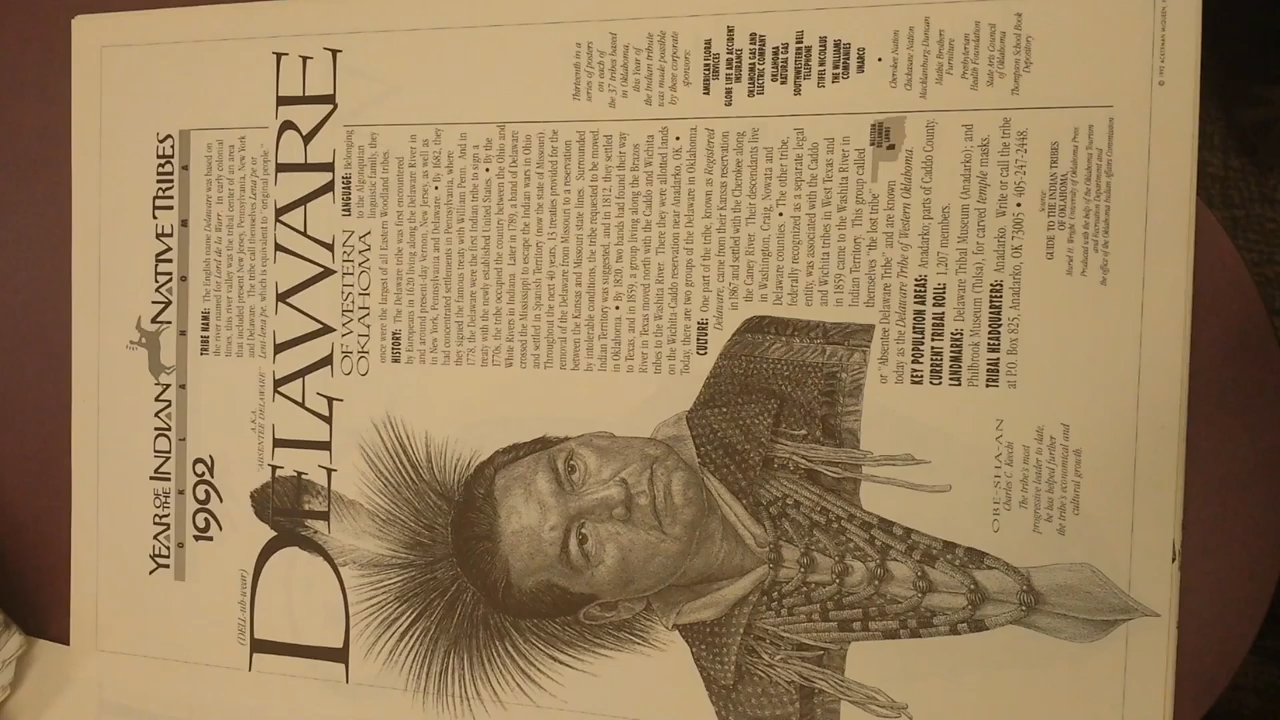 YEAR OF THE INDIAN NATIVE TRIBES
OKLAHOMA
1992
(DELL-uh-wear)
A.K.A.
"ABSENTEE DELAWARE"
DELAWARE
OF WESTERN
OKLAHOMA
TRIBE NAME: The English name Delaware was based on
the river named for Lord de la Warr. In early colonial
times, this river valley was the tribal center of an area
that included present New Jersey, Pennsylvania, New York
and Delaware. The tribe call themselves Lenape or
Leni-Lenape, which is equivalent to "original people."
LANGUAGE: Belonging
to the Algonquian
linguistic family, they
once were the largest of all Eastern Woodland tribes.
HISTORY: The Delaware tribe was first encountered
by Europeans in 1620 living along the Delaware River in
and around present-day Vernon, New Jersey, as well as
in New York, Pennsylvania and Delaware. • By 1682, they
had concentrated settlements in Pennsylvania, where
they signed the famous treaty with William Penn. And in
1778, the Delaware were the first Indian tribe to sign a
treaty with the newly established United States. • By the
1770s, the tribe occupied the country between the Ohio and
White Rivers in Indiana. Later in 1789, a band of Delaware
crossed the Mississippi to escape the Indian wars in Ohio
and settled in Spanish Territory (now the state of Missouri).
Throughout the next 40 years, 15 treaties provided for the
removal of the Delaware from Missouri to a reservation
between the Kansas and Missouri state lines. Surrounded
by intolerable conditions, the tribe requested to be moved.
Indian Territory was suggested, and in 1812, they settled
in Oklahoma. • By 1820, two bands had found their way
to Texas, and in 1859, a group living along the Brazos
River in Texas moved north with the Caddo and Wichita
tribes to the Washita River. There, they were allotted lands
on the Wichita-Caddo reservation near Anadarko, OK. •
Today, there are two groups of the Delaware in Oklahoma.
CULTURE: One part of the tribe, known as Registered
Delaware, came from their Kansas reservation
in 1867 and settled with the Cherokee along
the Caney River. Their descendants live
in Washington, Craig, Nowata and
Delaware counties. • The other tribe,
federally recognized as a separate legal
entity, was associated with the Caddo
and Wichita tribes in West Texas and
in 1859 came to the Washita River in
Indian Territory. This group called
themselves "the lost tribe"
or "Absentee Delaware Tribe" and are known
today as the Delaware Tribe of Western Oklahoma.
WESTERN
DELAWARE
LANDS
KEY POPULATION AREAS: Anadarko; parts of Caddo County.
CURRENT TRIBAL ROLL: 1,207 members.
LANDMARKS: Delaware Tribal Museum (Anadarko); and
Philbrook Museum (Tulsa), for carved temple masks.
TRIBAL HEADQUARTERS: Anadarko. Write or call the tribe
at P.O. Box 825, Anadarko, OK 73005 • 405-247-2448.
OBE-SHA-AN
Charles C.
The tribe's most
progressive leader to date,
he has helped further
the tribe's economical and
cultural growth.
source
GUIDE TO THE INDIAN TRIBES
OF OKLAHOMA,
Muriel H. Wright, University of Oklahoma Press.
Produced with the help of the Oklahoma Tourism
and Recreation Department and
the office of the Oklahoma Indian Affairs Commission
Thirteenth in a
series of posters
on each of
the 37 tribes based
in Oklahoma,
this Year of
the Indian tribute
was made possible
by these corporate
sponsors:
AMERICAN FLORAL
SERVICES
GLOBE LIFE AND ACCIDENT
INSURANCE
OKLAHOMA GAS AND
ELECTRIC COMPANY
OKLAHOMA
NATURAL GAS
SOUTHWESTERN BELL
TELEPHONE
STIFEL NICOLAUS
THE WILLIAMS
COMPANIES
UNARCO
•
Cherokee Nation
Chickasaw Nation
Macklanburg-Duncan
Mathis Brothers
Furniture
Presbyterian
Health Foundation
State Arts Council
of Oklahoma
Thompson School Book
Depository
© 1992 ACKERMAN MCQUEEN,